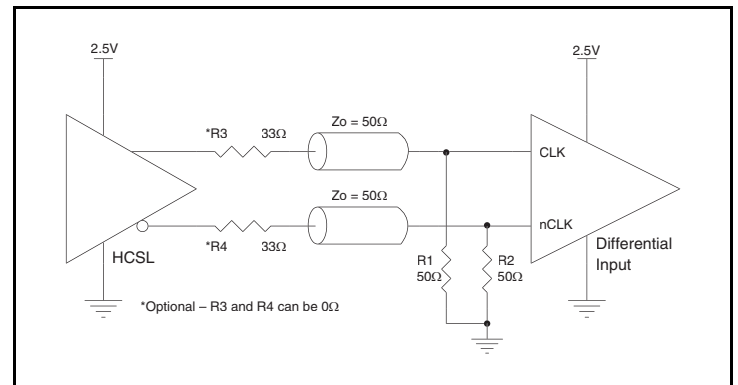 2.5V
2.5V
*R3
33Ω
Zo = 50Ω
CLK
Zo = 50Ω
nCLK
*R4
33Ω
HCSL
R1
50Ω
R2
50Ω
Differential
Input
*Optional – R3 and R4 can be 0Ω